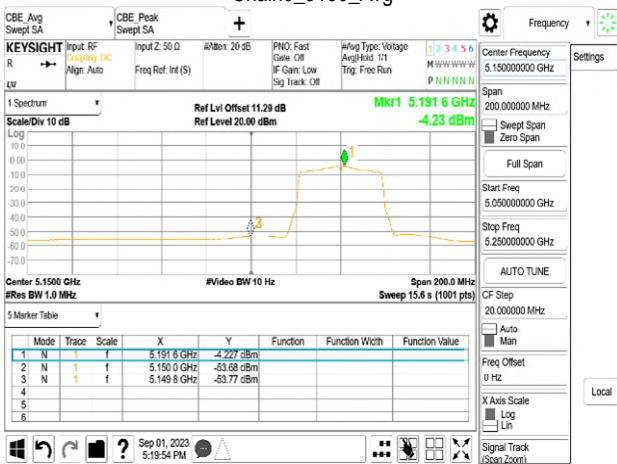 CBE_Avg
Swept SA
CBE_Peak
Swept SA
+
Frequency
Settings
KEYSIGHT
R
Input: RF
Coupling: DC
Align: Auto
Input Z: 50 Ω
Freq Ref: Int (S)
#Atten: 20 dB
PNO: Fast
Gate: Off
IF Gain: Low
Sig Track: Off
#Avg Type: Voltage
Avg|Hold: 1/1
Trig: Free Run
1 2 3 4 5 6
M W W W W W
P N N N N N
1 Spectrum
Scale/Div 10 dB
Ref Lvl Offset 11.29 dB
Ref Level 20.00 dBm
Mkr1 5.191 6 GHz
-4.23 dBm
Log
10.0
0.00
-10.0
-20.0
-30.0
-40.0
-50.0
-60.0
-70.0
1
3
Center 5.1500 GHz
#Res BW 1.0 MHz
#Video BW 10 Hz
Span 200.0 MHz
Sweep 15.6 s (1001 pts)
5 Marker Table
Mode Trace Scale X Y Function Function Width Function Value
1 N 1 f 5.191 6 GHz -4.227 dBm
2 N 1 f 5.150 0 GHz -53.68 dBm
3 N 1 f 5.149 8 GHz -53.77 dBm
4
5
6
Sep 01, 2023
5:19:54 PM
Center Frequency
5.150000000 GHz
Span
200.000000 MHz
Swept Span
Zero Span
Full Span
Start Freq
5.050000000 GHz
Stop Freq
5.250000000 GHz
AUTO TUNE
CF Step
20.000000 MHz
Auto
Man
Freq Offset
0 Hz
X Axis Scale
Log
Lin
Signal Track
(Span Zoom)
Local